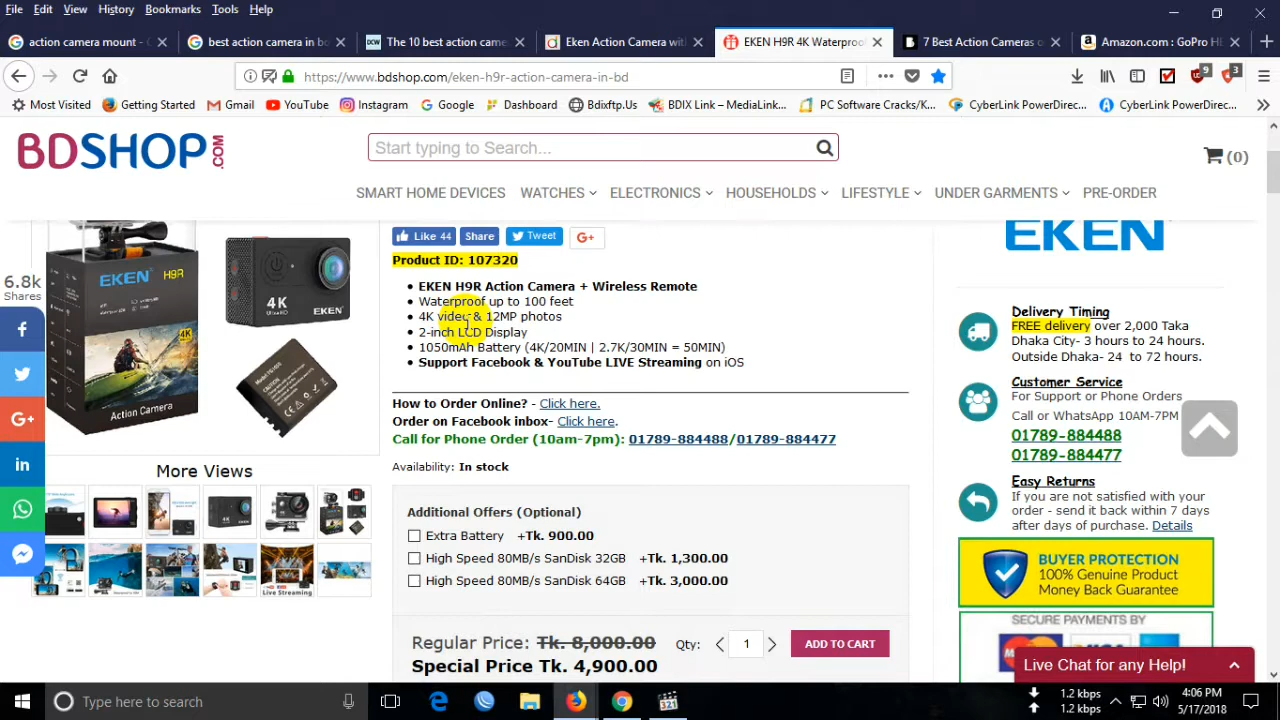 File Edit View History Bookmarks Tools Help
action camera mount - G
best action camera in bd
The 10 best action came
Eken Action Camera with
EKEN H9R 4K Waterproof
7 Best Action Cameras o
Amazon.com : GoPro HE
https://www.bdshop.com/eken-h9r-action-camera-in-bd
9
3
Most Visited Getting Started Gmail YouTube Instagram Google Dashboard Bdixftp.Us BDIX Link – MediaLink... PC Software Cracks/K... CyberLink PowerDirec... CyberLink PowerDirec...
BDSHOP.COM
Start typing to Search...
(0)
SMART HOME DEVICES WATCHES ELECTRONICS HOUSEHOLDS LIFESTYLE UNDER GARMENTS PRE-ORDER
6.8k
Shares
EKEN H9R
4K
Action Camera
4K
EKEN
Like 44 Share Tweet G+
Product ID: 107320
• EKEN H9R Action Camera + Wireless Remote
• Waterproof up to 100 feet
• 4K video & 12MP photos
• 2-inch LCD Display
• 1050mAh Battery (4K/20MIN | 2.7K/30MIN = 50MIN)
• Support Facebook & YouTube LIVE Streaming on iOS
How to Order Online? - Click here.
Order on Facebook inbox- Click here.
Call for Phone Order (10am-7pm): 01789-884488/01789-884477
Availability: In stock
More Views
Live Streaming
Additional Offers (Optional)
Extra Battery +Tk. 900.00
High Speed 80MB/s SanDisk 32GB +Tk. 1,300.00
High Speed 80MB/s SanDisk 64GB +Tk. 3,000.00
Regular Price: Tk. 8,000.00
Qty: 1 ADD TO CART
Special Price Tk. 4,900.00
EKEN
Delivery Timing
FREE delivery over 2,000 Taka
Dhaka City- 3 hours to 24 hours.
Outside Dhaka- 24 to 72 hours.
Customer Service
For Support or Phone Orders
Call or WhatsApp 10AM-7PM
01789-884488
01789-884477
Easy Returns
If you are not satisfied with your
order - send it back within 7 days
after days of purchase. Details
BUYER PROTECTION
100% Genuine Product
Money Back Guarantee
SECURE PAYMENTS BY
Live Chat for any Help!
Type here to search
321
1.2 kbps
1.2 kbps
4:06 PM
5/17/2018